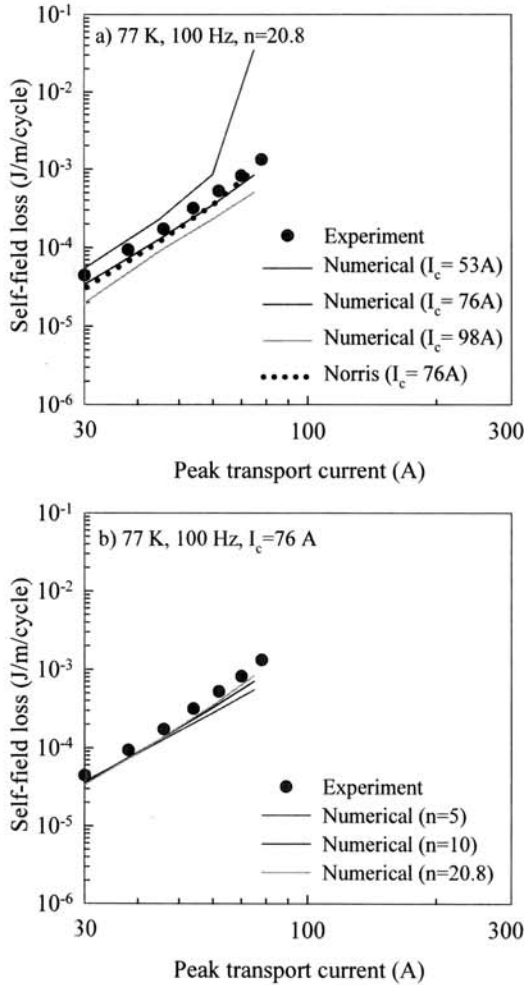 10⁻¹
a) 77 K, 100 Hz, n=20.8
10⁻²
10⁻³
10⁻⁴
10⁻⁵
10⁻⁶
Self-field loss (J/m/cycle)
Experiment
Numerical (I_c= 53A)
Numerical (I_c= 76A)
Numerical (I_c= 98A)
Norris (I_c= 76A)
30 100 300
Peak transport current (A)
10⁻¹
b) 77 K, 100 Hz, I_c=76 A
10⁻²
10⁻³
10⁻⁴
10⁻⁵
10⁻⁶
Self-field loss (J/m/cycle)
Experiment
Numerical (n=5)
Numerical (n=10)
Numerical (n=20.8)
30 100 300
Peak transport current (A)